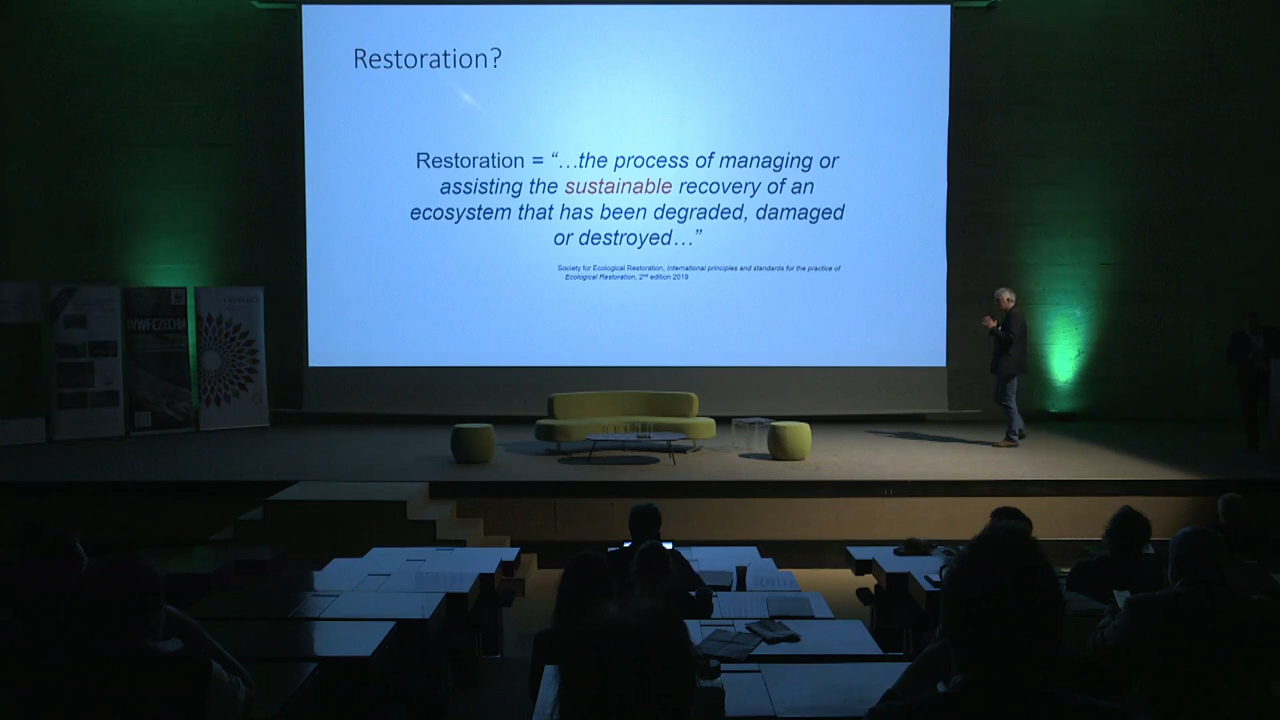 Restoration?
Restoration = “…the process of managing or
assisting the sustainable recovery of an
ecosystem that has been degraded, damaged
or destroyed…”
Society for Ecological Restoration, International principles and standards for the practice of
Ecological Restoration, 2nd edition 2019
WWF CZECHIA